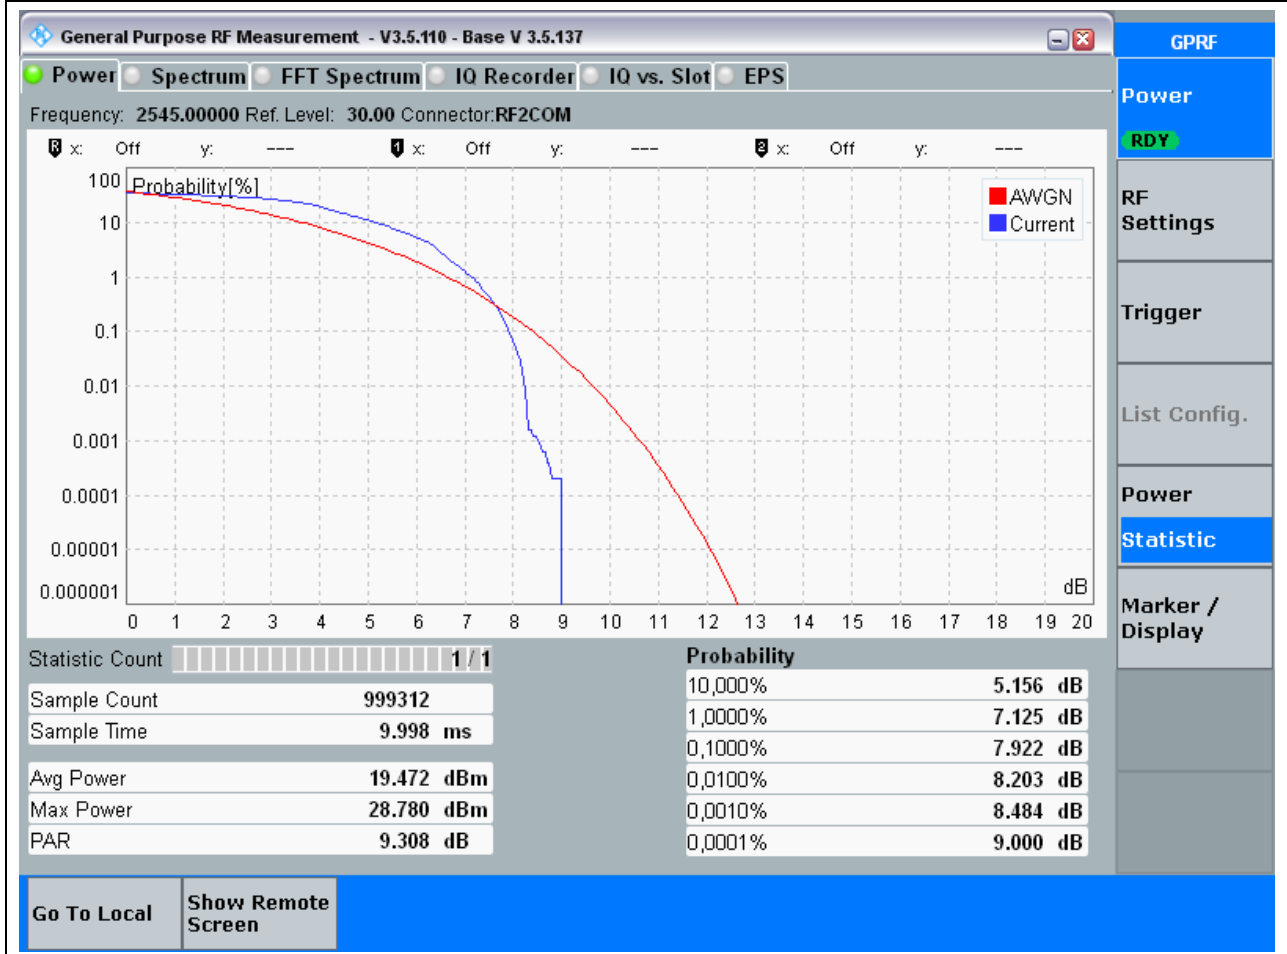 General Purpose RF Measurement - V3.5.110 - Base V 3.5.137
GPRF
Power Spectrum FFT Spectrum IQ Recorder IQ vs. Slot EPS
Frequency: 2545.00000 Ref. Level: 30.00 Connector:RF2COM
R x: Off y: --- 1 x: Off y: --- 2 x: Off y: ---
Probability[%]
100
10
1
0.1
0.01
0.001
0.0001
0.00001
0.000001
AWGN
Current
dB
0 1 2 3 4 5 6 7 8 9 10 11 12 13 14 15 16 17 18 19 20
Statistic Count 1 / 1
Sample Count 999312
Sample Time 9.998 ms
Avg Power 19.472 dBm
Max Power 28.780 dBm
PAR 9.308 dB
Probability
10,000% 5.156 dB
1,0000% 7.125 dB
0,1000% 7.922 dB
0,0100% 8.203 dB
0,0010% 8.484 dB
0,0001% 9.000 dB
Power
RDY
RF
Settings
Trigger
List Config.
Power
Statistic
Marker /
Display
Go To Local
Show Remote
Screen